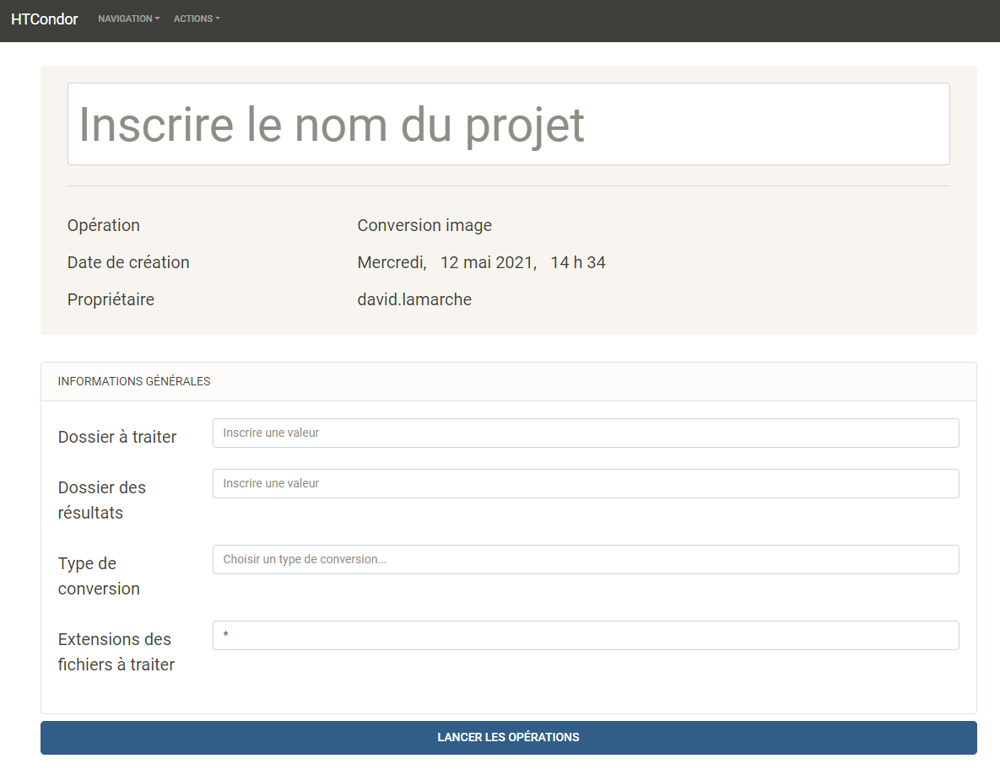 HTCondor NAVIGATION ACTIONS
Inscrire le nom du projet
Opération Conversion image
Date de création Mercredi, 12 mai 2021, 14 h 34
Propriétaire david.lamarche
INFORMATIONS GÉNÉRALES
Dossier à traiter Inscrire une valeur
Dossier des Inscrire une valeur
résultats
Type de Choisir un type de conversion...
conversion
Extensions des *
fichiers à traiter
LANCER LES OPÉRATIONS